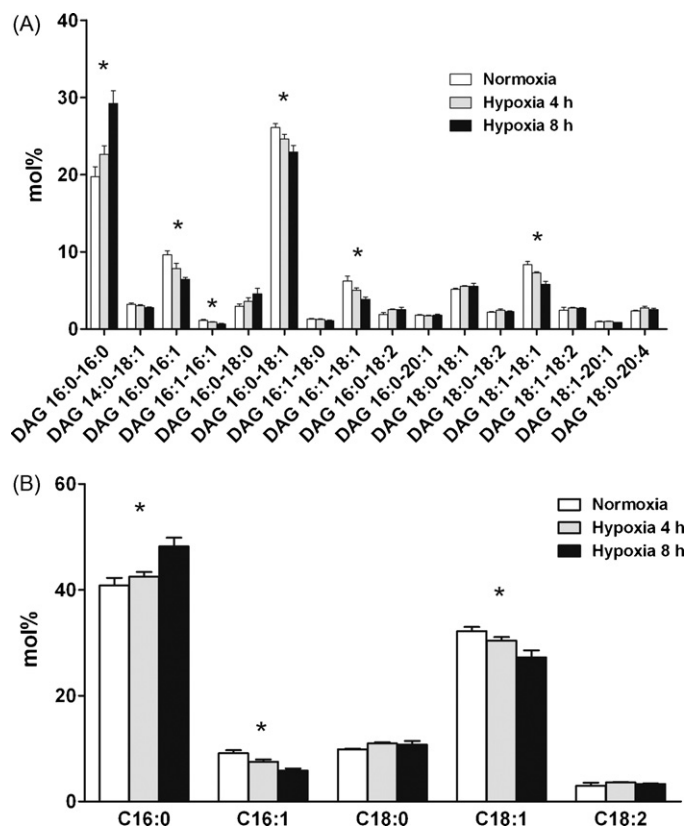 (A)
40
30
20
10
0
mol%
Normoxia
Hypoxia 4 h
Hypoxia 8 h
*
*
*
*
*
*
DAG 16:0-16:0
DAG 14:0-18:1
DAG 16:0-16:1
DAG 16:1-16:1
DAG 16:0-18:0
DAG 16:0-18:1
DAG 16:1-18:0
DAG 16:1-18:1
DAG 16:0-18:2
DAG 16:0-20:1
DAG 18:0-18:1
DAG 18:0-18:2
DAG 18:1-18:1
DAG 18:1-18:2
DAG 18:1-20:1
DAG 18:0-20:4
(B)
60
40
20
0
mol%
Normoxia
Hypoxia 4 h
Hypoxia 8 h
*
*
*
C16:0 C16:1 C18:0 C18:1 C18:2